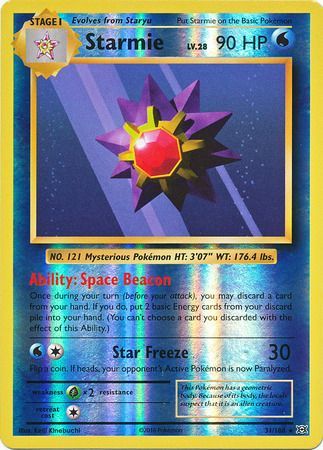 STAGE 1 Evolves from Staryu Put Starmie on the Basic Pokémon
Starmie LV.28 90 HP
NO. 121 Mysterious Pokémon HT: 3'07" WT: 176.4 lbs.
Ability: Space Beacon
Once during your turn (before your attack), you may discard a
card from your hand. If you do, put 2 basic Energy cards from your
discard pile into your hand. (You can't choose a card you discarded with the
effect of this Ability.)
Star Freeze 30
Flip a coin. If heads, your opponent's Active Pokémon is now Paralyzed.
weakness ×2 resistance
retreat
cost
This Pokémon has a geometric
body. Because of its body, the locals
suspect that it is an alien creature.
Illus. Keiji Kinebuchi ©2016 Pokémon 31/108 ★ XY